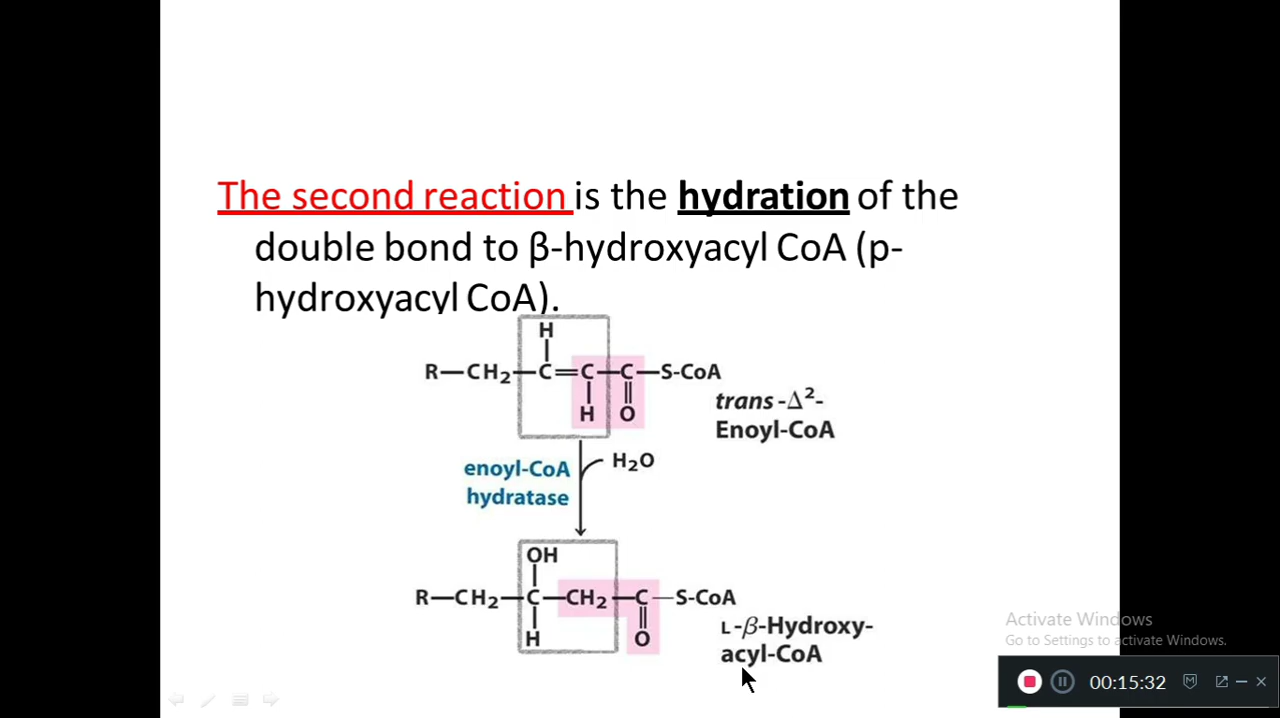 The second reaction is the hydration of the
double bond to β-hydroxyacyl CoA (p-
hydroxyacyl CoA).
H
R—CH₂—C=C—C—S-CoA
H O
trans-Δ²-
Enoyl-CoA
enoyl-CoA
hydratase
H₂O
OH
R—CH₂—C—CH₂—C—S-CoA
H O
L-β-Hydroxy-
acyl-CoA
Activate Windows
Go to Settings to activate Windows.
00:15:32